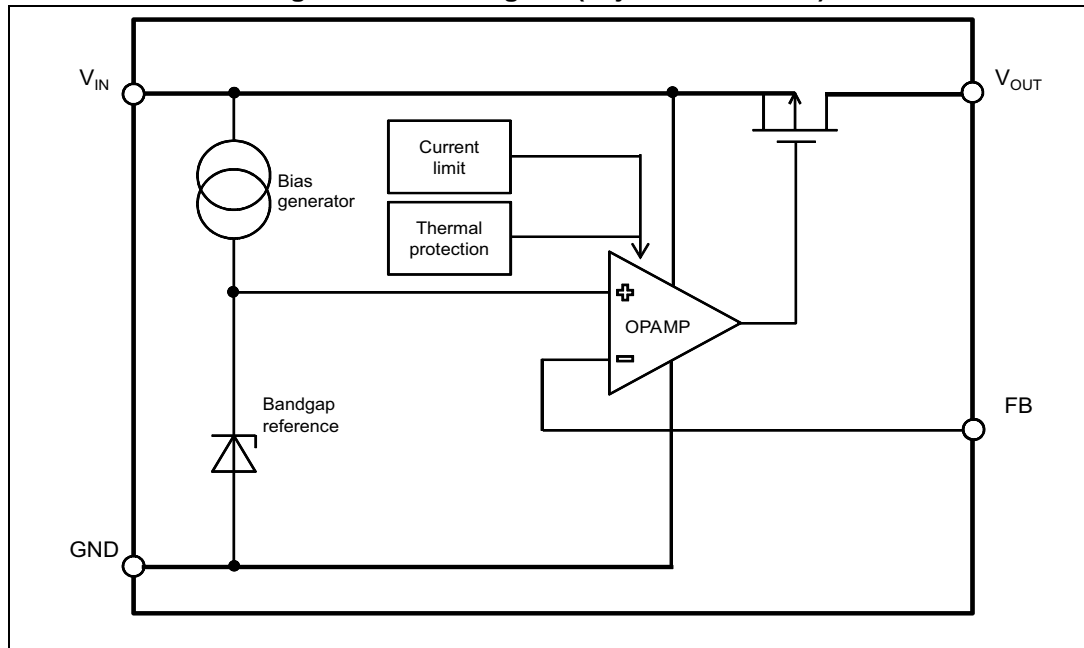 V_IN
V_OUT
Current
limit
Bias
generator
Thermal
protection
+
OPAMP
−
FB
Bandgap
reference
GND